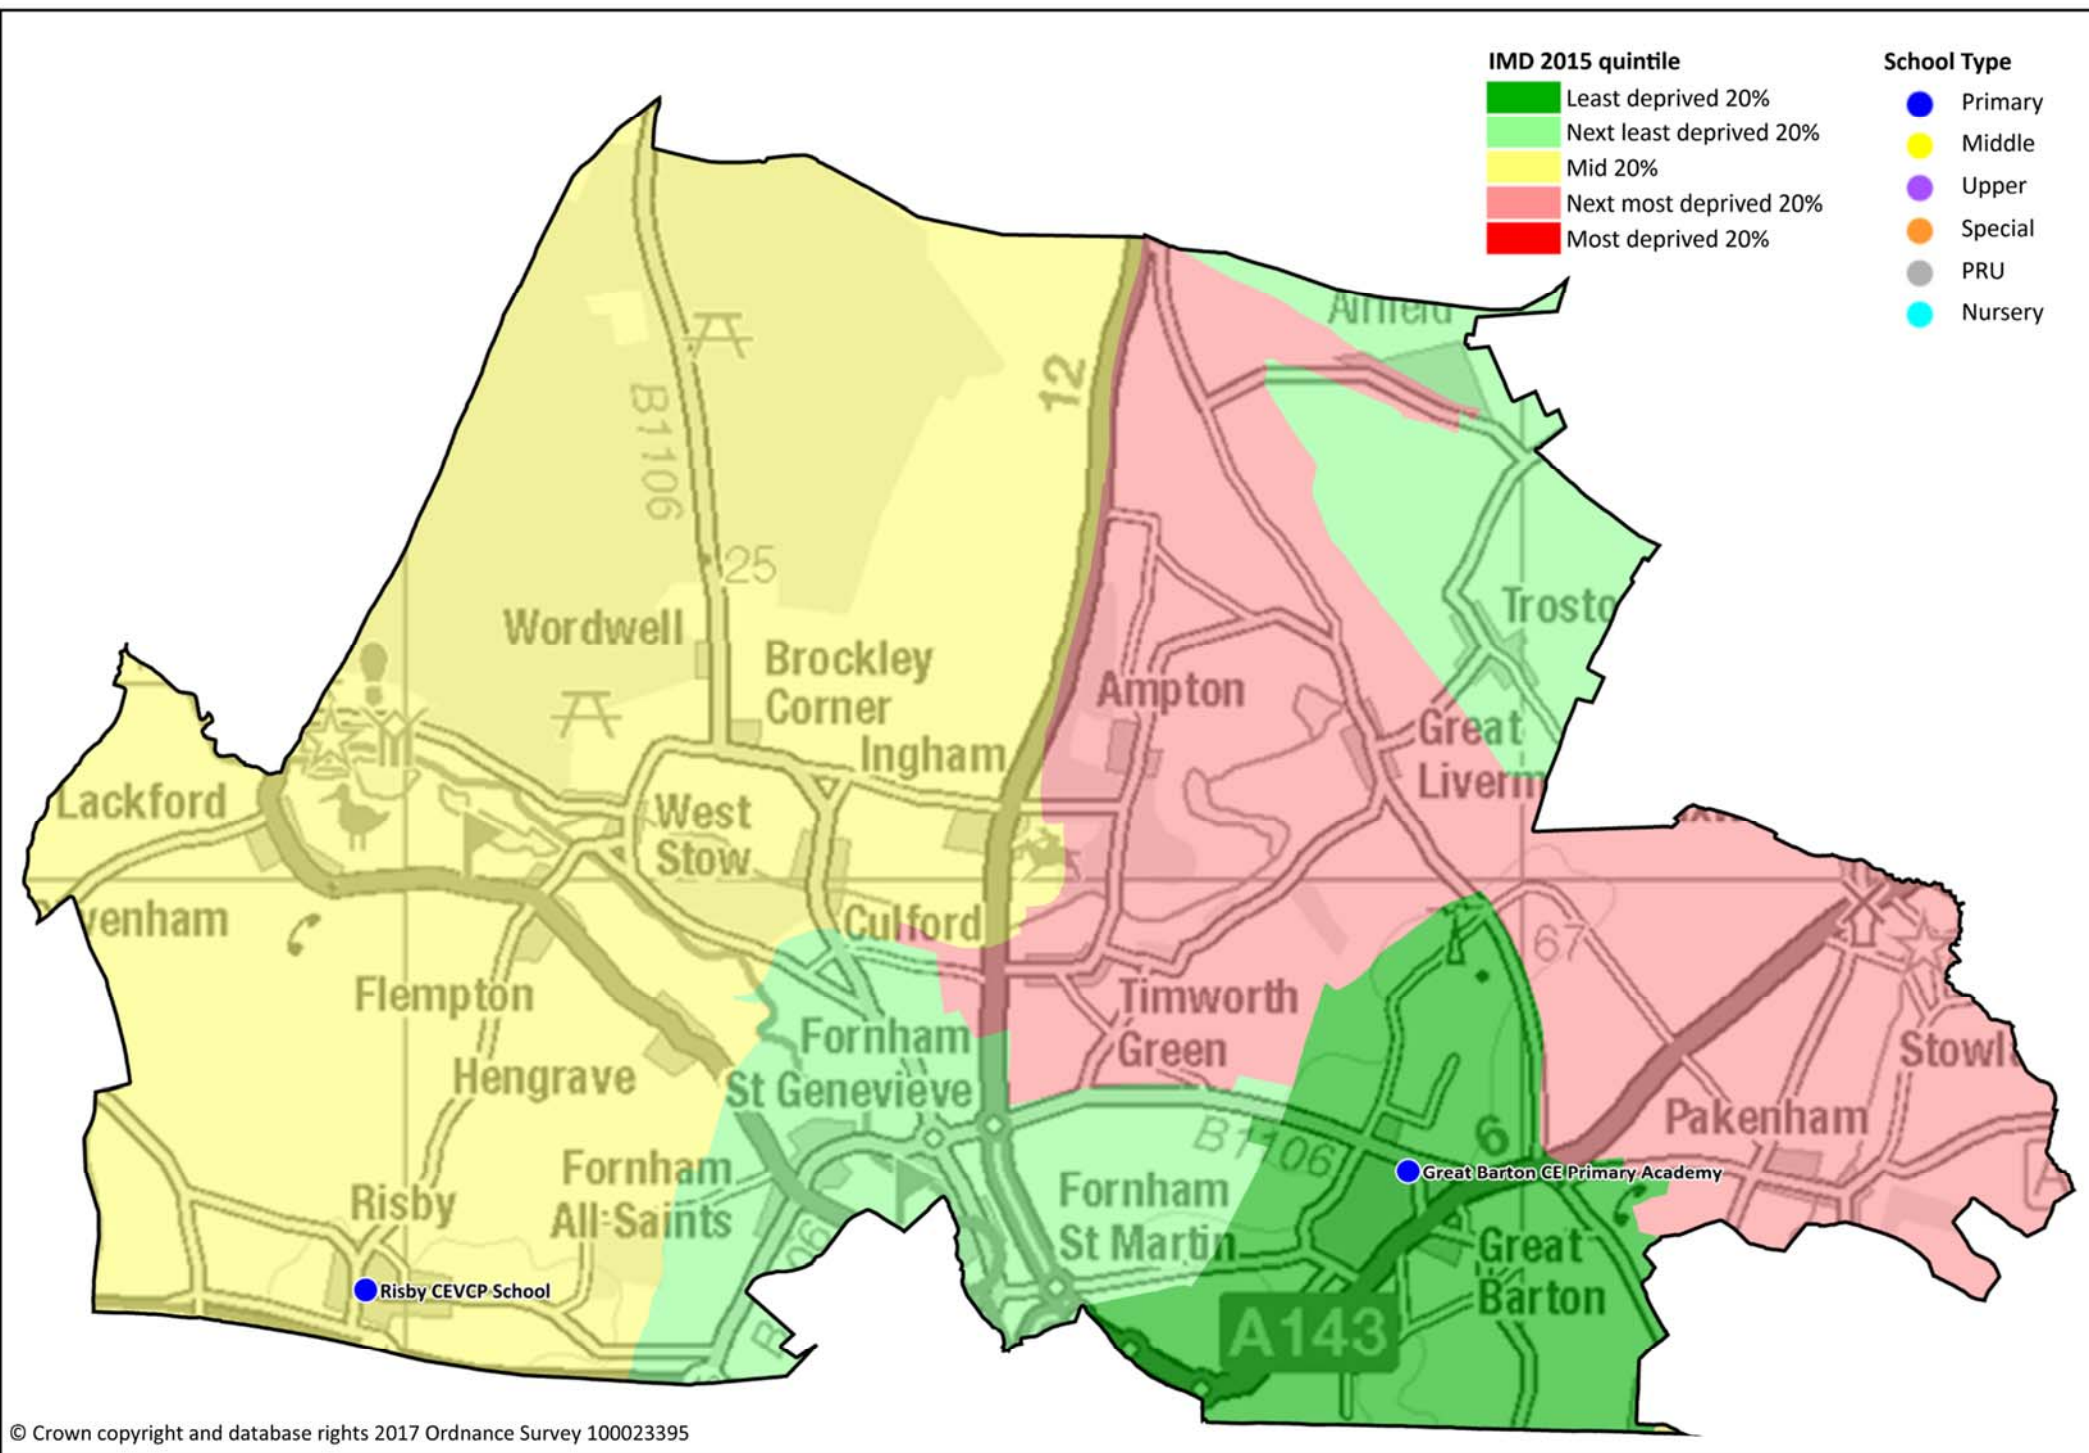 IMD 2015 quintile
Least deprived 20%
Next least deprived 20%
Mid 20%
Next most deprived 20%
Most deprived 20%
School Type
Primary
Middle
Upper
Special
PRU
Nursery
Airfield
12
B1106
25
Wordwell
Brockley
Corner
Ingham
Trosto
Ampton
Great
Liverm
Lackford
West
Stow
Culford
venham
67
Flempton
Timworth
Green
Fornham
St Genevieve
Stowl
Hengrave
Pakenham
B1106
6
Great Barton CE Primary Academy
Fornham
All Saints
Risby
Fornham
St Martin
Great
Barton
Risby CEVCP School
A143
© Crown copyright and database rights 2017 Ordnance Survey 100023395